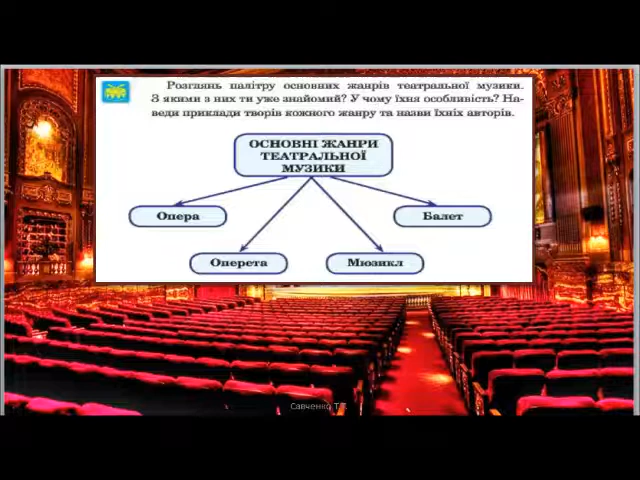 Розглянь палітру основних жанрів театральної музики.
З якими з них ти уже знайомий? У чому їхня особливість? На-
веди приклади творів кожного жанру та назви їхніх авторів.
ОСНОВНІ ЖАНРИ
ТЕАТРАЛЬНОЇ
МУЗИКИ
Опера
Балет
Оперета
Мюзикл
Савченко Т.